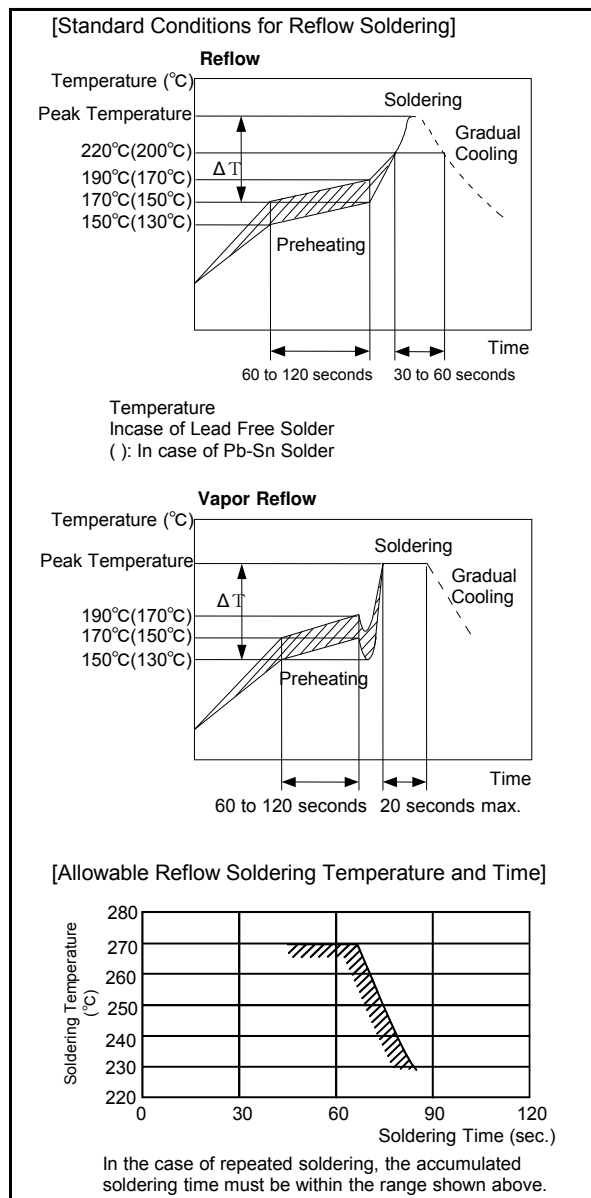 [Standard Conditions for Reflow Soldering]
Reflow
Temperature (℃)
Peak Temperature
220℃(200℃)
190℃(170℃)
170℃(150℃)
150℃(130℃)
ΔT
Soldering
Gradual
Cooling
Preheating
Time
60 to 120 seconds
30 to 60 seconds
Temperature
Incase of Lead Free Solder
( ): In case of Pb-Sn Solder
Vapor Reflow
Temperature (℃)
Peak Temperature
190℃(170℃)
170℃(150℃)
150℃(130℃)
ΔT
Soldering
Gradual
Cooling
Preheating
Time
60 to 120 seconds
20 seconds max.
[Allowable Reflow Soldering Temperature and Time]
Soldering Temperature
(℃)
280
270
260
250
240
230
220
0
30
60
90
120
Soldering Time (sec.)
In the case of repeated soldering, the accumulated
soldering time must be within the range shown above.